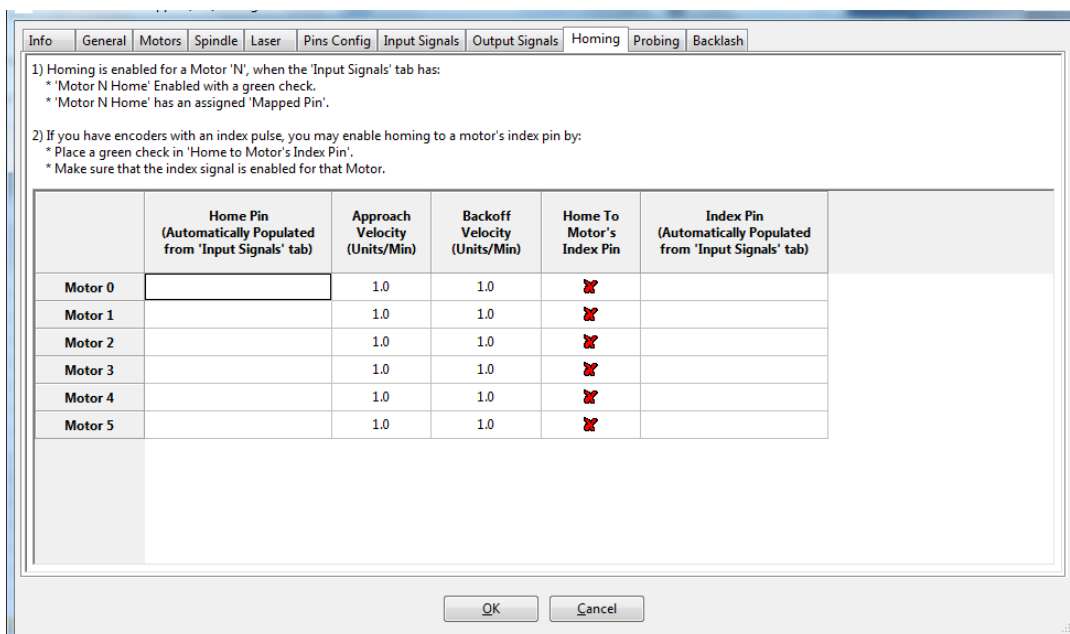 Info General Motors Spindle Laser Pins Config Input Signals Output Signals Homing Probing Backlash
1) Homing is enabled for a Motor 'N', when the 'Input Signals' tab has:
* 'Motor N Home' Enabled with a green check.
* 'Motor N Home' has an assigned 'Mapped Pin'.
2) If you have encoders with an index pulse, you may enable homing to a motor's index pin by:
* Place a green check in 'Home to Motor's Index Pin'.
* Make sure that the index signal is enabled for that Motor.
Home Pin
(Automatically Populated
from 'Input Signals' tab)
Approach
Velocity
(Units/Min)
Backoff
Velocity
(Units/Min)
Home To
Motor's
Index Pin
Index Pin
(Automatically Populated
from 'Input Signals' tab)
Motor 0 1.0 1.0
Motor 1 1.0 1.0
Motor 2 1.0 1.0
Motor 3 1.0 1.0
Motor 4 1.0 1.0
Motor 5 1.0 1.0
OK Cancel